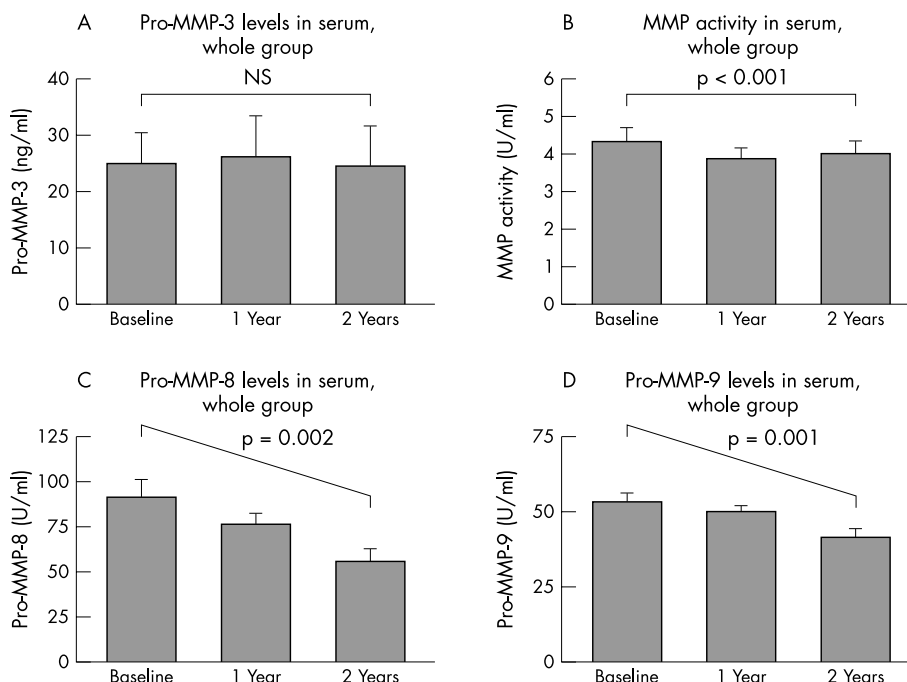 A Pro-MMP-3 levels in serum,
whole group
NS
40
30
20
10
0
Pro-MMP-3 (ng/ml)
Baseline 1 Year 2 Years
B MMP activity in serum,
whole group
p < 0.001
6
5
4
3
2
1
0
MMP activity (U/ml)
Baseline 1 Year 2 Years
C Pro-MMP-8 levels in serum,
whole group
p = 0.002
125
100
75
50
25
0
Pro-MMP-8 (U/ml)
Baseline 1 Year 2 Years
D Pro-MMP-9 levels in serum,
whole group
p = 0.001
75
50
25
0
Pro-MMP-9 (U/ml)
Baseline 1 Year 2 Years